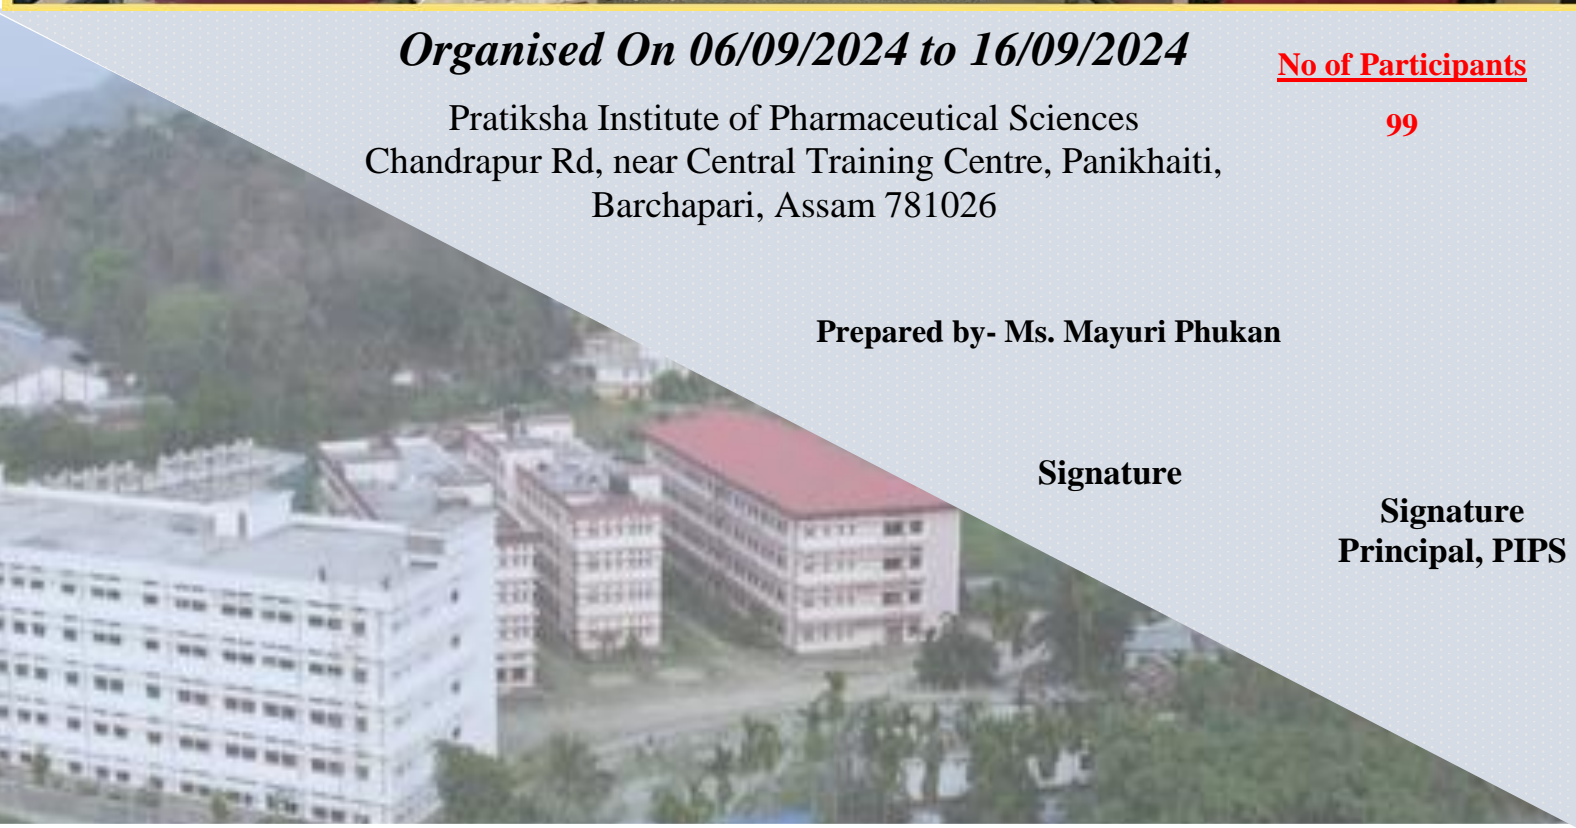 Organised On 06/09/2024 to 16/09/2024
No of Participants
99
Pratiksha Institute of Pharmaceutical Sciences
Chandrapur Rd, near Central Training Centre, Panikhaiti,
Barchapari, Assam 781026
Prepared by- Ms. Mayuri Phukan
Signature
Signature
Principal, PIPS